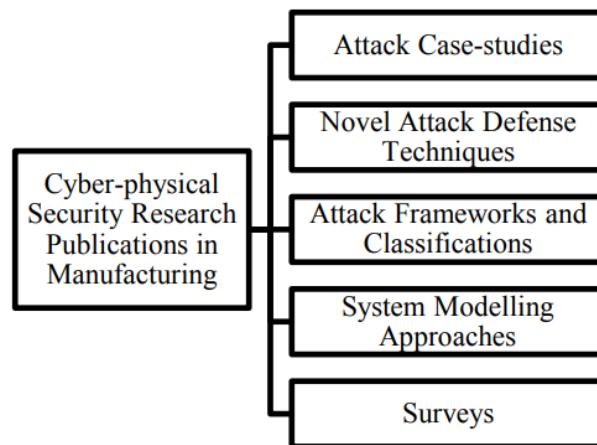 Cyber-physical
Security Research
Publications in
Manufacturing
Attack Case-studies
Novel Attack Defense
Techniques
Attack Frameworks and
Classifications
System Modelling
Approaches
Surveys